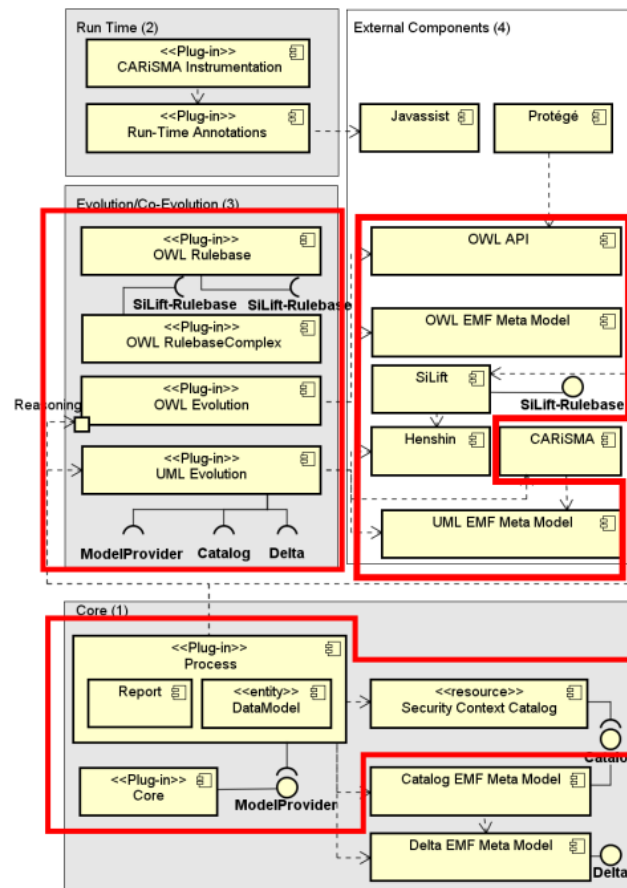 Run Time (2)
<<Plug-in>>
CARiSMA Instrumentation
<<Plug-in>>
Run-Time Annotations
External Components (4)
Javassist
Protégé
Evolution/Co-Evolution (3)
<<Plug-in>>
OWL Rulebase
SiLift-Rulebase
SiLift-Rulebase
<<Plug-in>>
OWL RulebaseComplex
<<Plug-in>>
OWL Evolution
Reasoning
<<Plug-in>>
UML Evolution
ModelProvider
Catalog
Delta
OWL API
OWL EMF Meta Model
SiLift
SiLift-Rulebase
Henshin
CARiSMA
UML EMF Meta Model
Core (1)
<<Plug-in>>
Process
Report
<<entity>>
DataModel
<<Plug-in>>
Core
ModelProvider
<<resource>>
Security Context Catalog
Catalo
Catalog EMF Meta Model
Delta EMF Meta Model
Delta